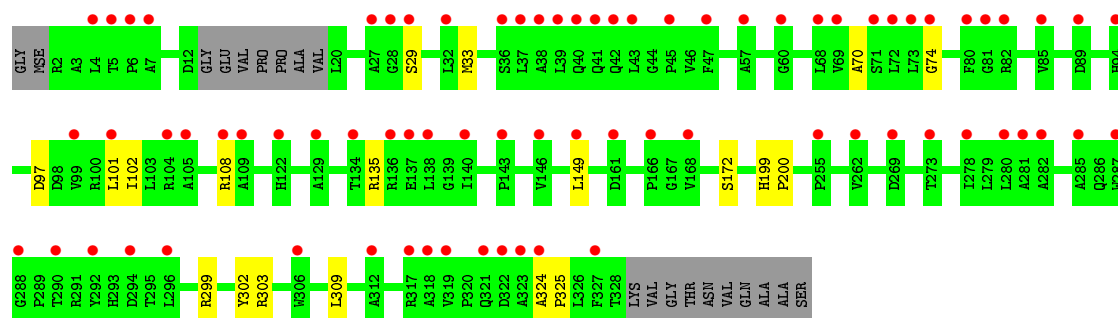 GLY MSE R2 A3 L4 T5 P6 A7 D12 GLY GLU VAL PRO PRO ALA VAL L20 A27 G28 S29 L32 M33 S36 L37 A38 L39 Q40 Q41 Q42 L43 G44 P45 V46 F47 A57 G60 L68 V69 A70 S71 L72 L73 G74 F80 G81 R82 V85 D89 H94
D97 D98 V99 R100 L101 I102 L103 R104 A105 R108 A109 H122 A129 T134 R135 R136 E137 L138 G139 I140 P143 V146 L149 D161 P166 G167 V168 S172 H199 P200 P255 V262 D269 T273 I278 L279 L280 A281 A282 A285 Q286 W287
G288 P289 T290 R291 Y292 H293 D294 T295 L296 R299 Y302 R303 W306 L309 A312 R317 A318 V319 P320 Q321 D322 A323 A324 P325 L326 F327 T328 LYS VAL GLY THR ASN VAL GLN ALA ALA SER